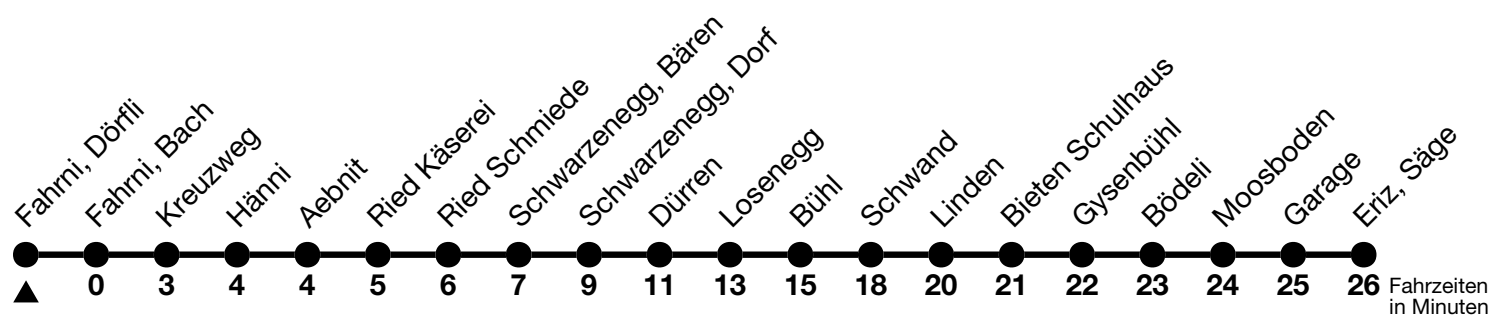 Fahrni, Dörfli
Fahrni, Bach
Kreuzweg
Hänni
Aebnit
Ried Käserei
Ried Schmiede
Schwarzenegg, Bären
Schwarzenegg, Dorf
Dürren
Losenegg
Bühl
Schwand
Linden
Bieten Schulhaus
Gysenbühl
Bödeli
Moosboden
Garage
Eriz, Säge
0 3 4 4 5 6 7 9 11 13 15 18 20 21 22 23 24 25 26 Fahrzeiten
in Minuten